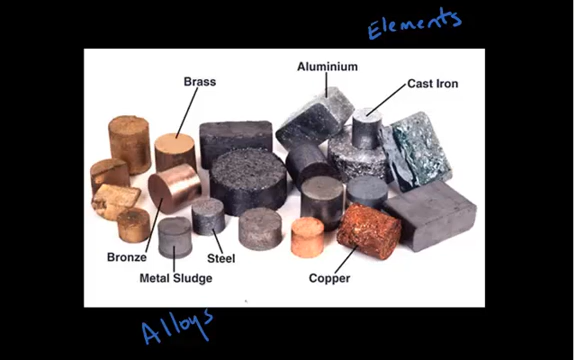 Elements
Aluminium
Brass
Cast Iron
Bronze
Steel
Metal Sludge
Copper
Alloys